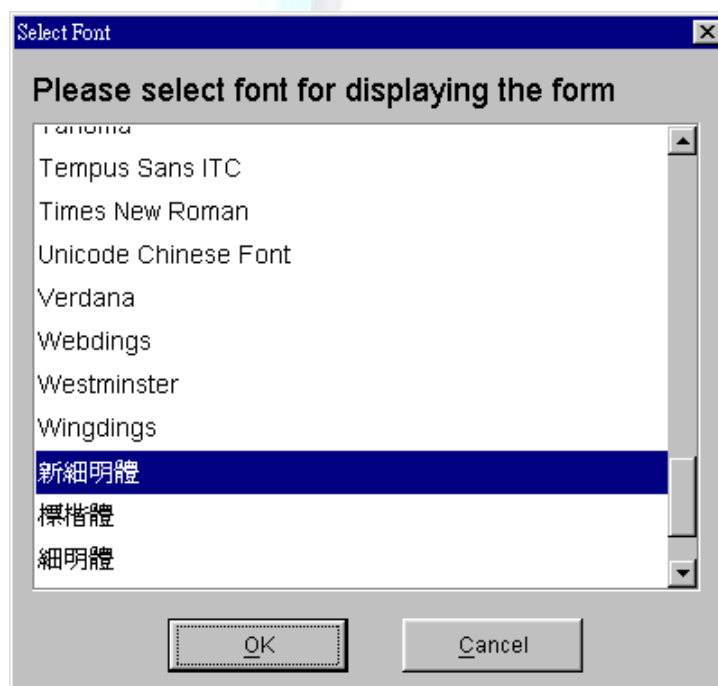 Select Font
Please select font for displaying the form
Tahoma
Tempus Sans ITC
Times New Roman
Unicode Chinese Font
Verdana
Webdings
Westminster
Wingdings
新細明體
標楷體
細明體
OK
Cancel